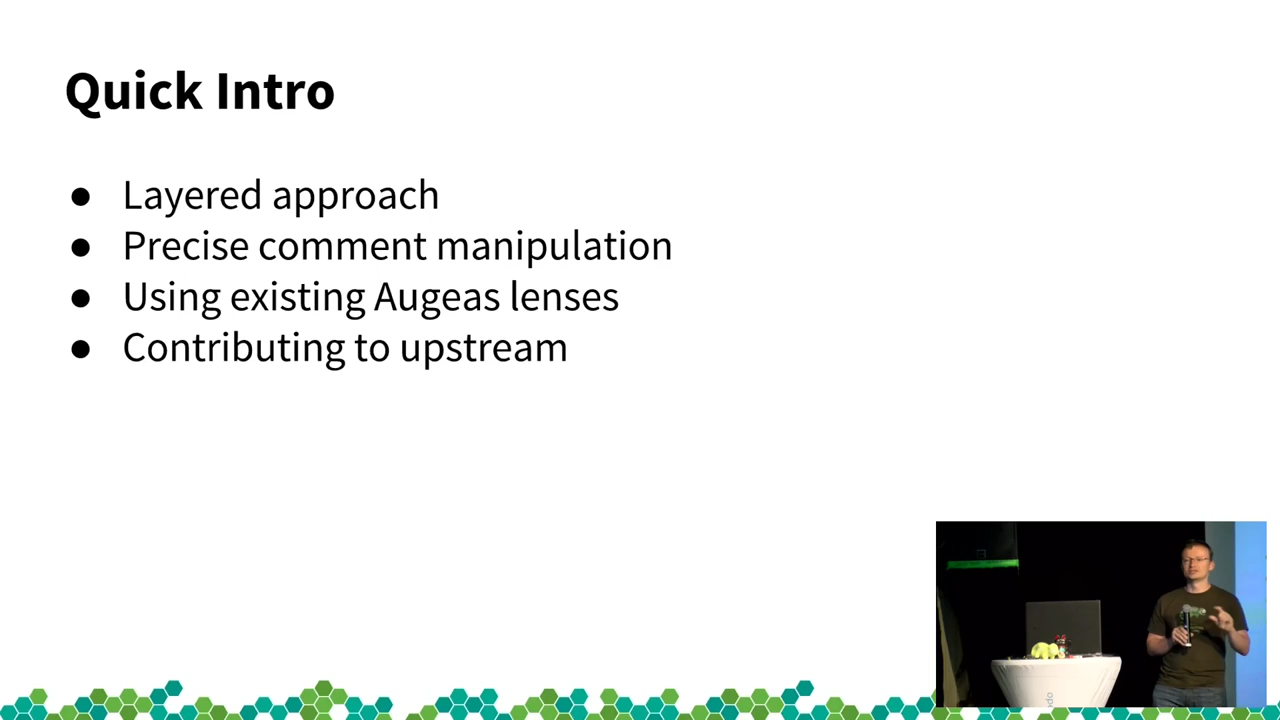 Quick Intro
● Layered approach
● Precise comment manipulation
● Using existing Augeas lenses
● Contributing to upstream